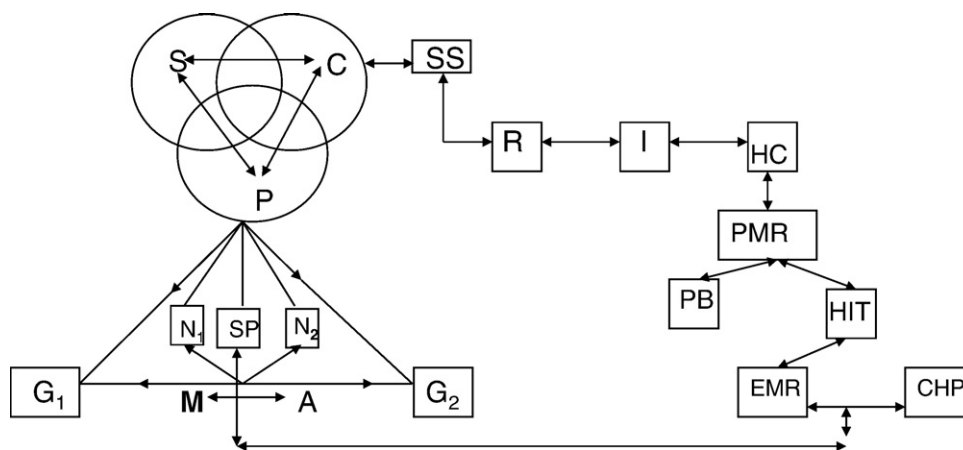 S
C
SS
R
I
HC
P
PMR
PB
HIT
N₁
SP
N₂
G₁
M
A
G₂
EMR
CHP